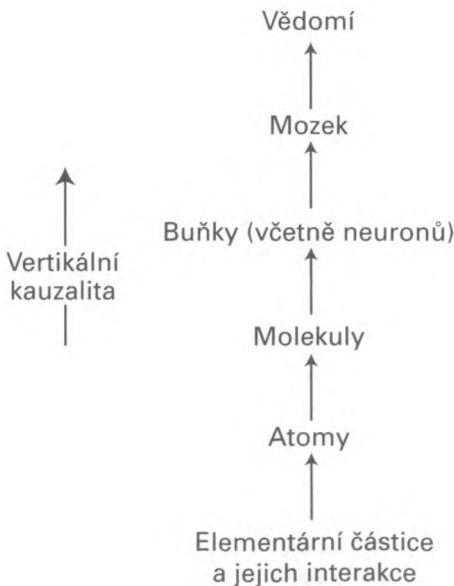 Vědomí
Mozek
Buňky (včetně neuronů)
Vertikální
kauzalita
Molekuly
Atomy
Elementární částice
a jejich interakce